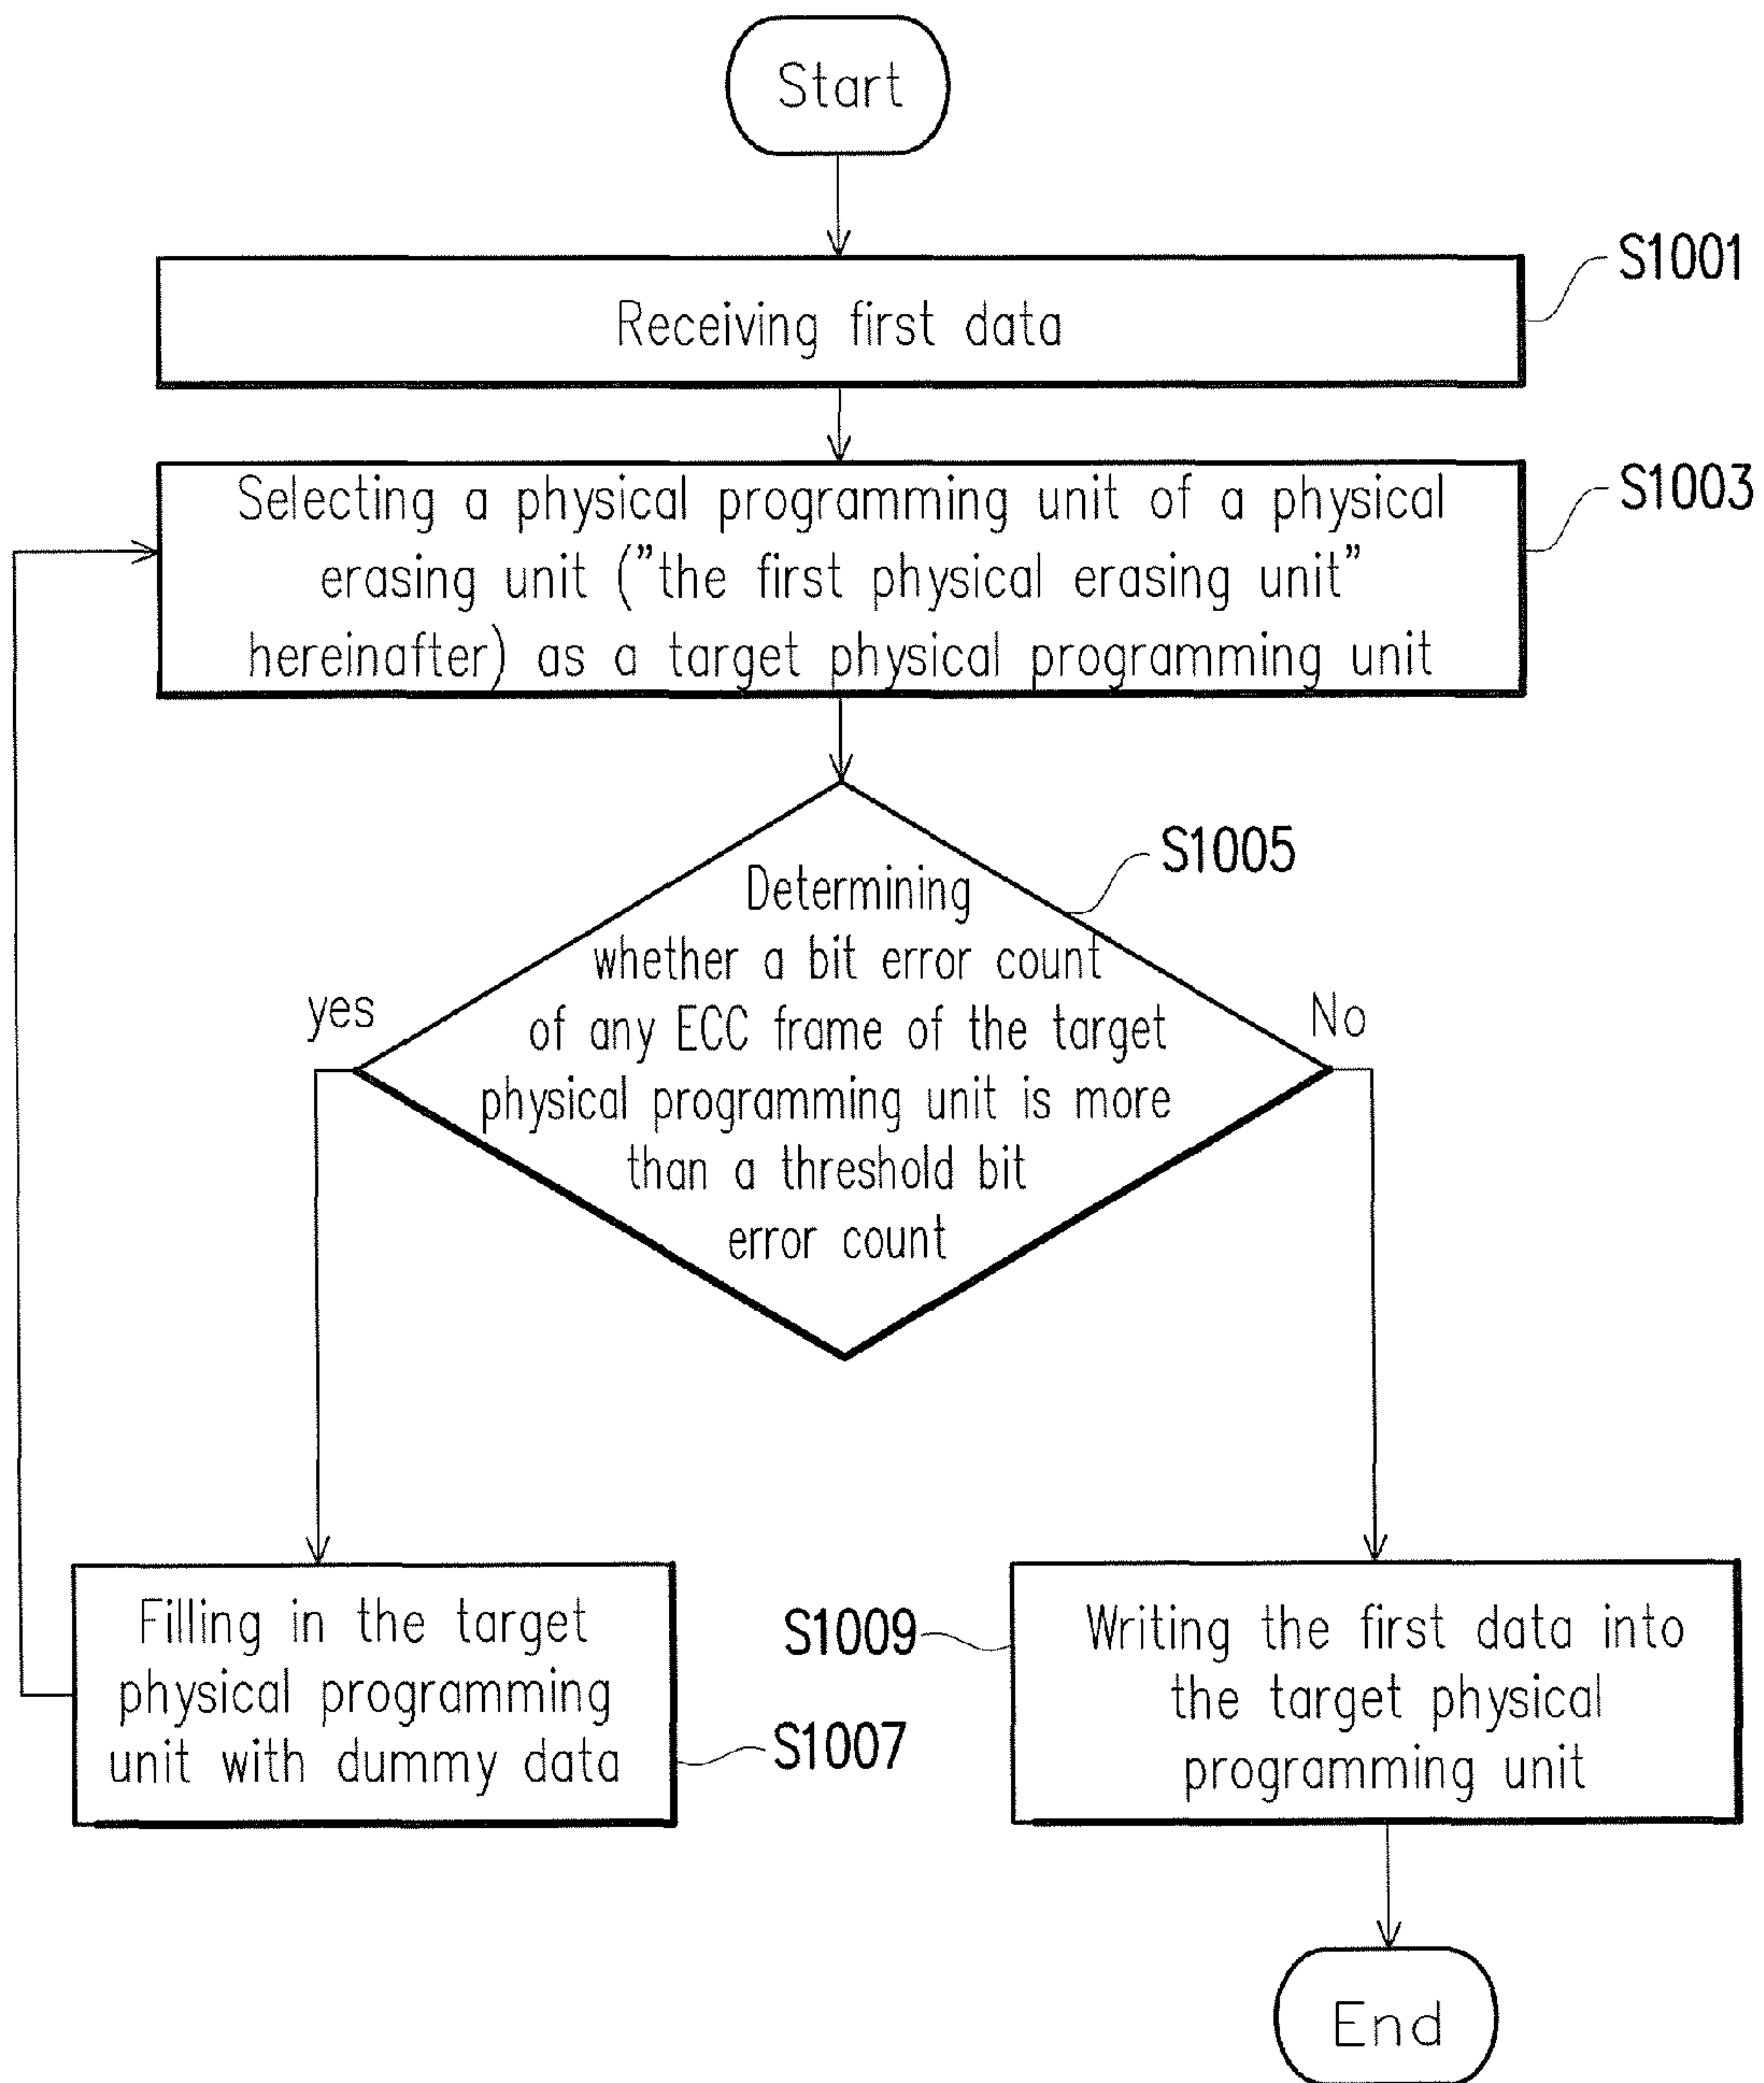 Start
S1001
Receiving first data
S1003
Selecting a physical programming unit of a physical
erasing unit ("the first physical erasing unit"
hereinafter) as a target physical programming unit
S1005
Determining
whether a bit error count
of any ECC frame of the target
physical programming unit is more
than a threshold bit
error count
yes
No
Filling in the target
physical programming
unit with dummy data
S1007
S1009
Writing the first data into
the target physical
programming unit
End